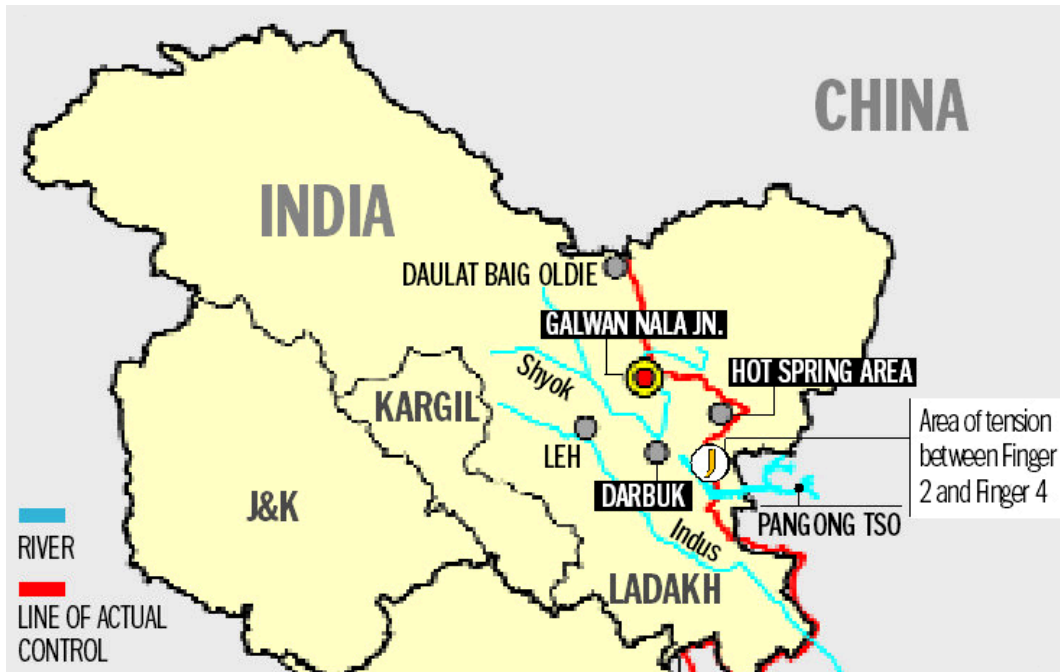 CHINA
INDIA
DAULAT BAIG OLDIE
GALWAN NALA JN.
HOT SPRING AREA
Shyok
KARGIL
Area of tension
between Finger
2 and Finger 4
LEH
J
DARBUK
J&K
PANGONG TSO
RIVER
Indus
LADAKH
LINE OF ACTUAL
CONTROL